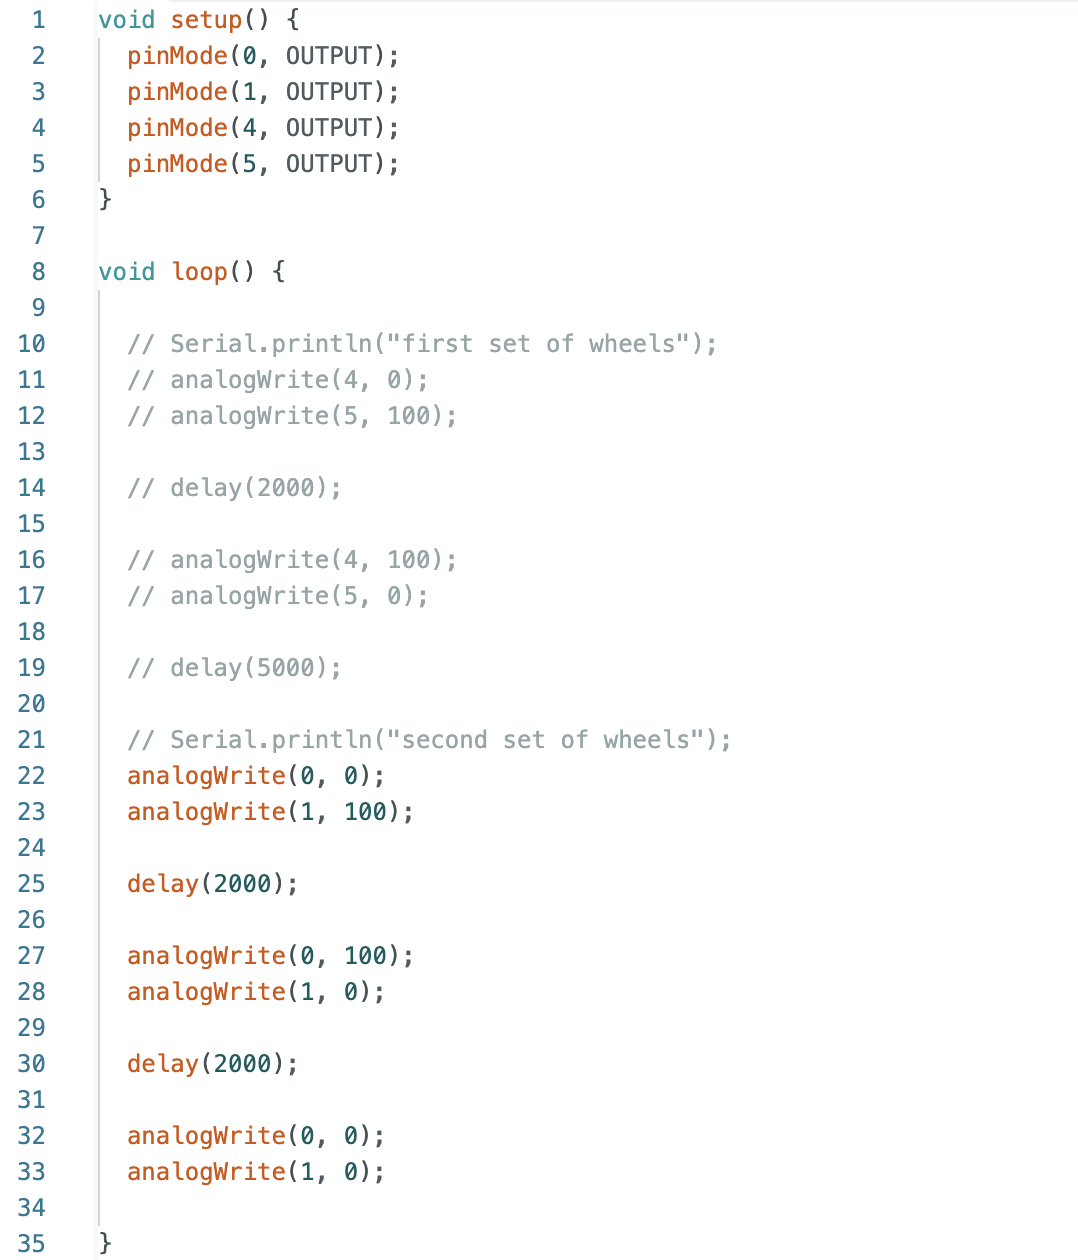 1 void setup() {
2 pinMode(0, OUTPUT);
3 pinMode(1, OUTPUT);
4 pinMode(4, OUTPUT);
5 pinMode(5, OUTPUT);
6 }
7
8 void loop() {
9
10 // Serial.println("first set of wheels");
11 // analogWrite(4, 0);
12 // analogWrite(5, 100);
13
14 // delay(2000);
15
16 // analogWrite(4, 100);
17 // analogWrite(5, 0);
18
19 // delay(5000);
20
21 // Serial.println("second set of wheels");
22 analogWrite(0, 0);
23 analogWrite(1, 100);
24
25 delay(2000);
26
27 analogWrite(0, 100);
28 analogWrite(1, 0);
29
30 delay(2000);
31
32 analogWrite(0, 0);
33 analogWrite(1, 0);
34
35 }